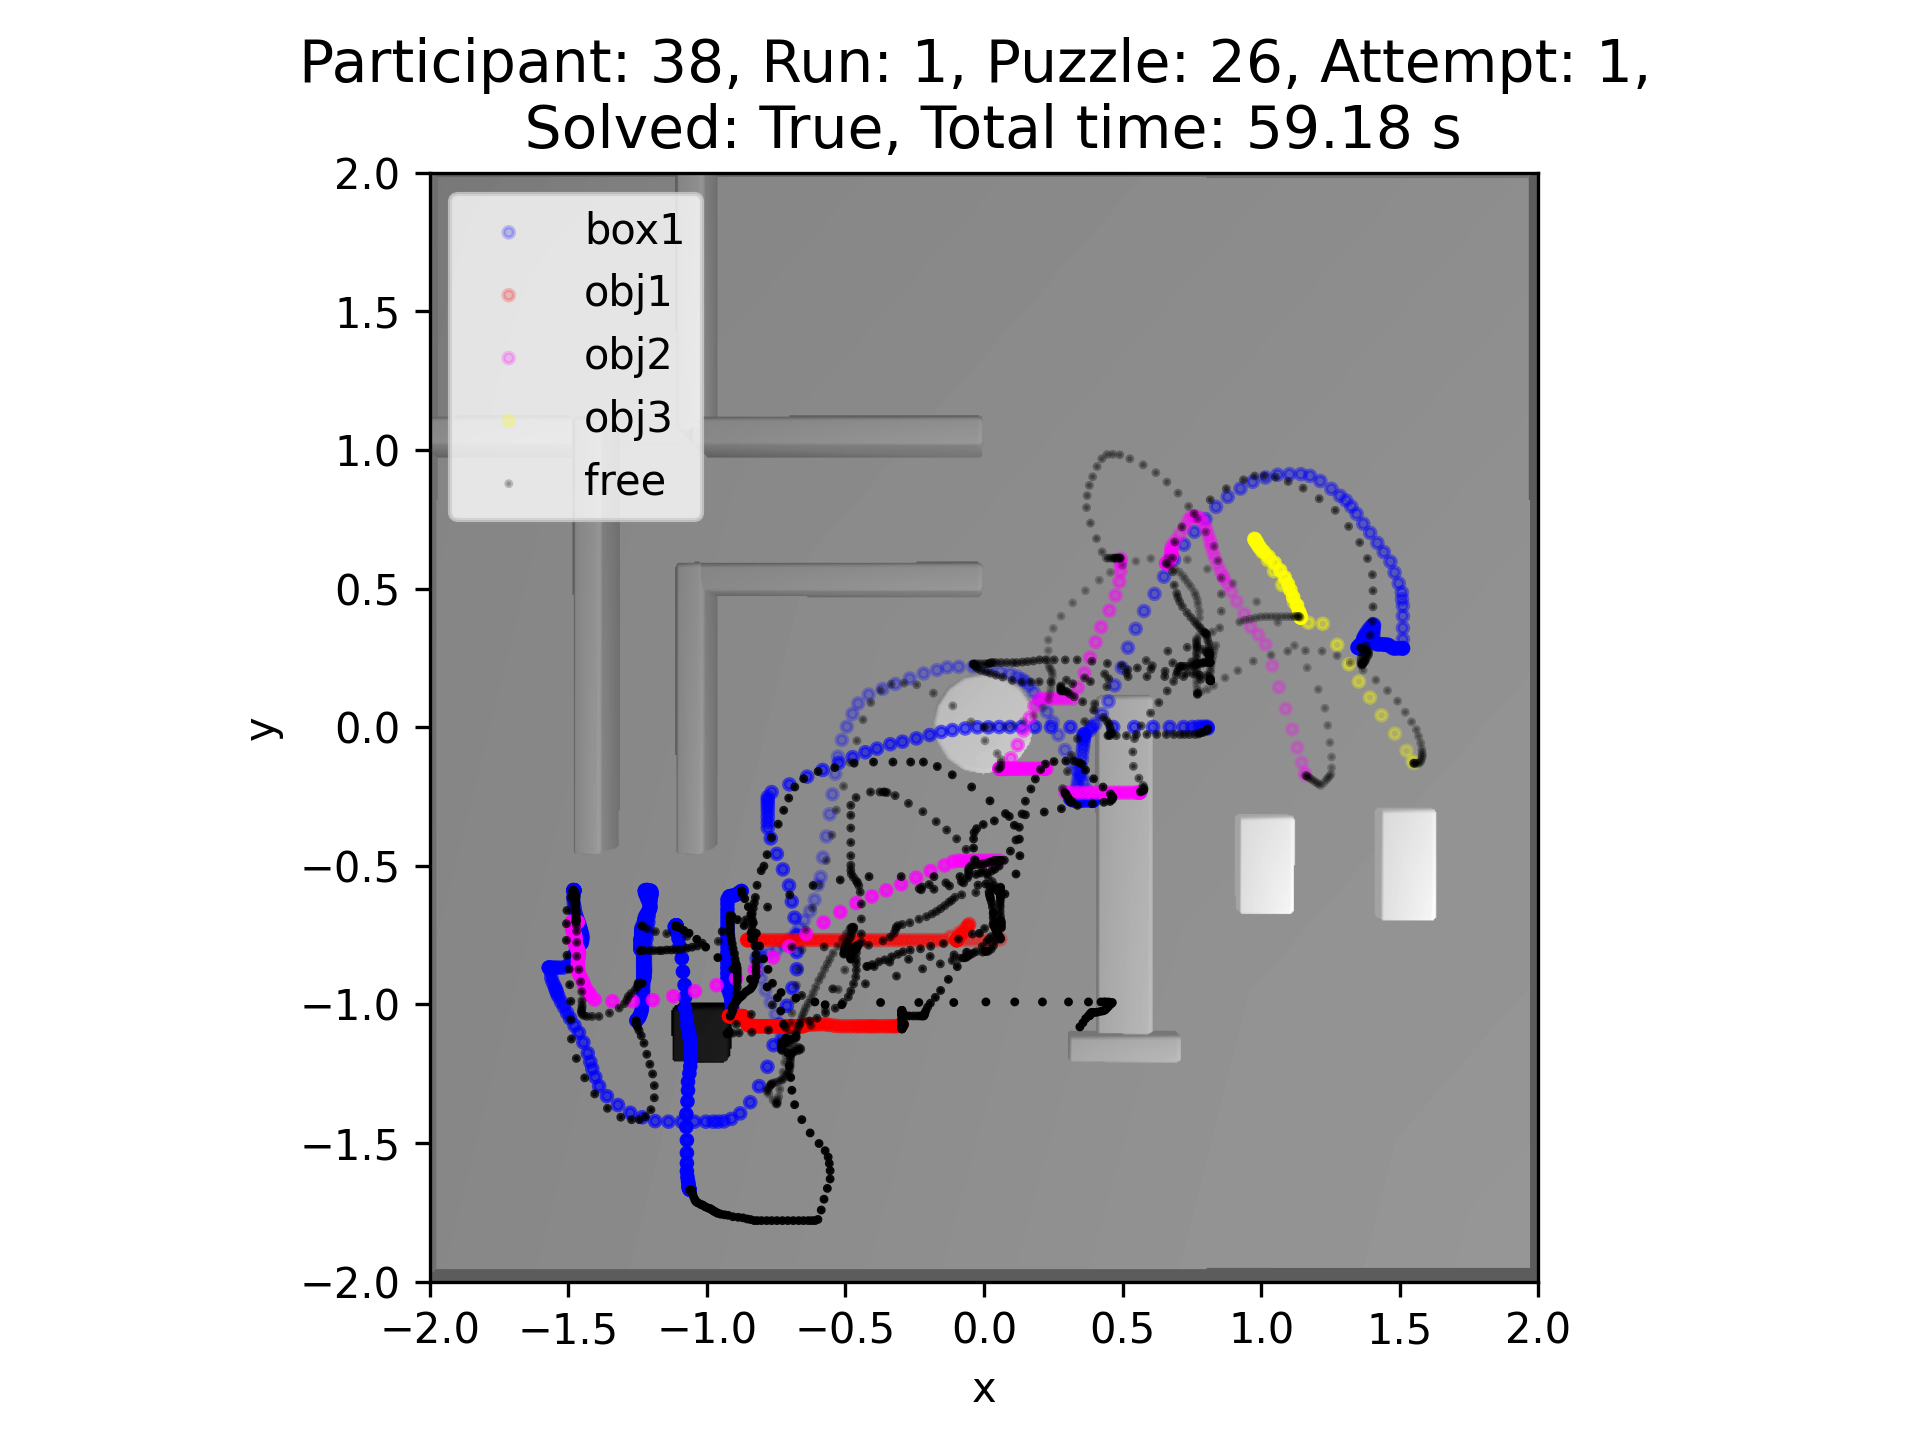 Participant: 38, Run: 1, Puzzle: 26, Attempt: 1,
Solved: True, Total time: 59.18 s
2.0
1.5
1.0
0.5
0.0
−0.5
−1.0
−1.5
−2.0
y
box1
obj1
obj2
obj3
free
−2.0 −1.5 −1.0 −0.5 0.0 0.5 1.0 1.5 2.0
x